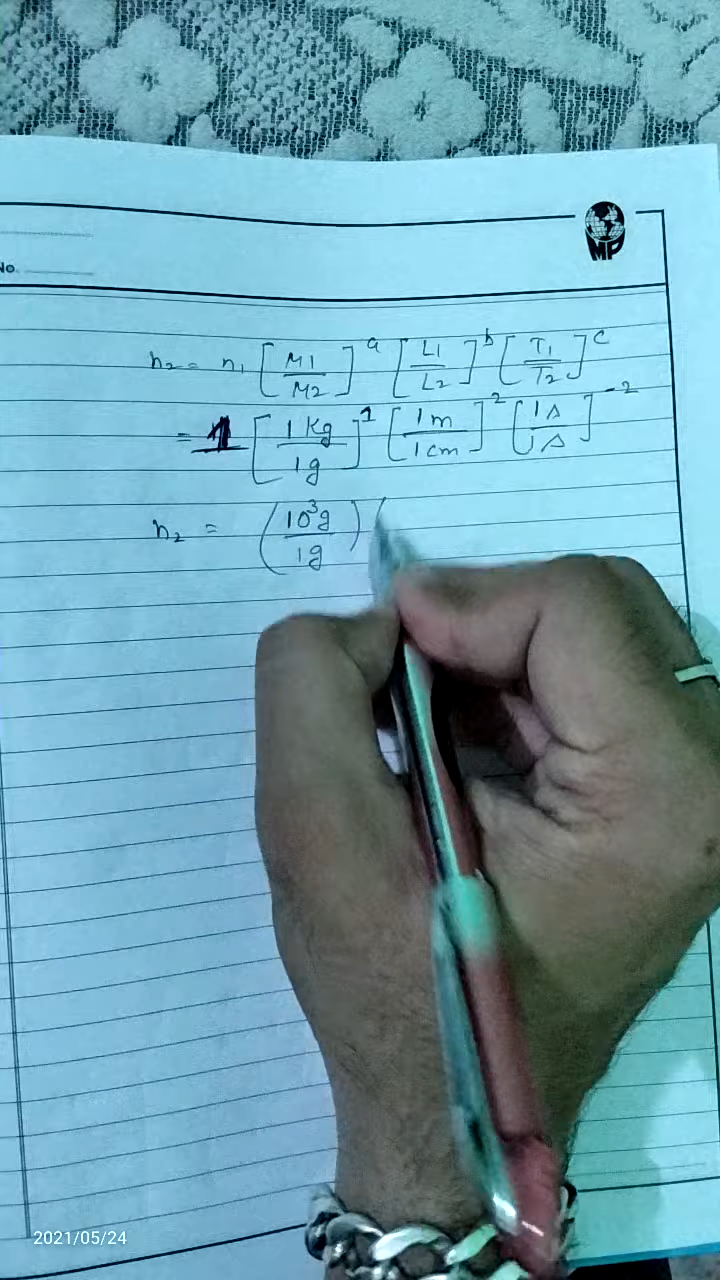 MP
No.
n₂ = n₁ [M1/M2]^a [L1/L2]^b [T1/T2]^c
= 1 [1 Kg/1g]^1 [1m/1cm]^2 [1s/s]^-2
n₂ = (10³g/1g) (
2021/05/24